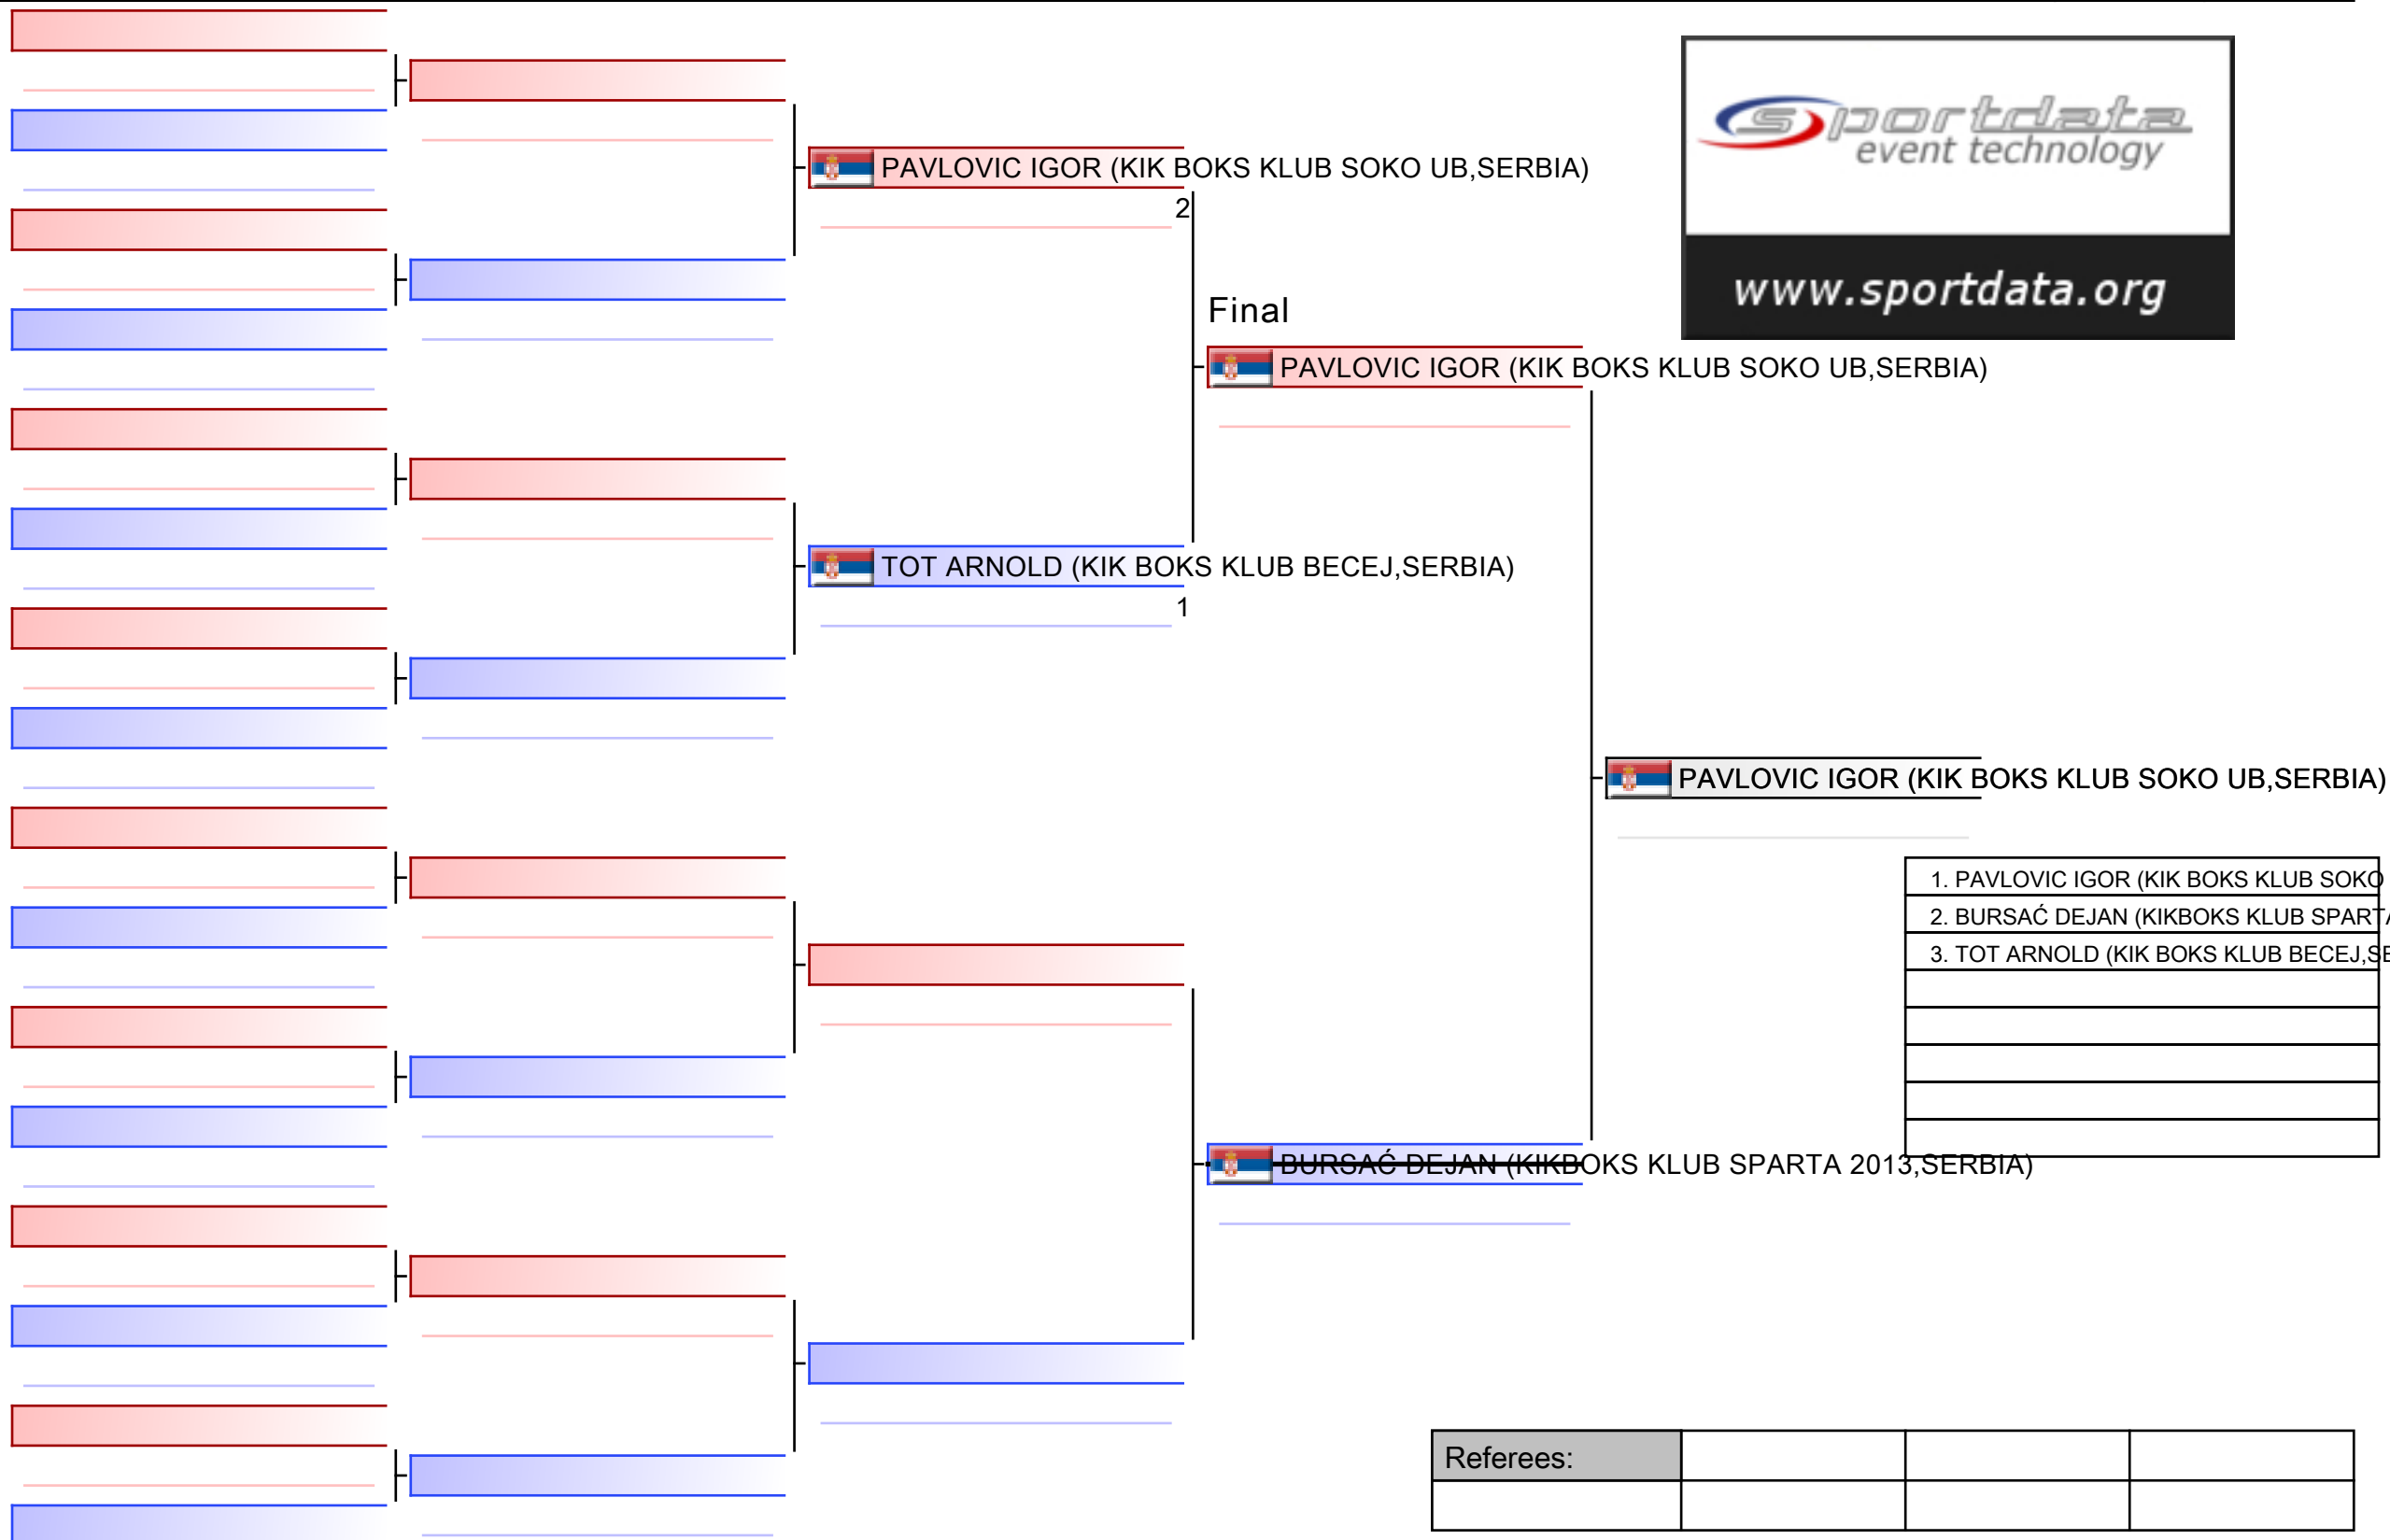 sportdata
event technology
www.sportdata.org
PAVLOVIC IGOR (KIK BOKS KLUB SOKO UB,SERBIA)
2
Final
PAVLOVIC IGOR (KIK BOKS KLUB SOKO UB,SERBIA)
TOT ARNOLD (KIK BOKS KLUB BECEJ,SERBIA)
1
PAVLOVIC IGOR (KIK BOKS KLUB SOKO UB,SERBIA)
1. PAVLOVIC IGOR (KIK BOKS KLUB SOKO
2. BURSAĆ DEJAN (KIKBOKS KLUB SPARTA
3. TOT ARNOLD (KIK BOKS KLUB BECEJ,SE
BURSAĆ DEJAN (KIKBOKS KLUB SPARTA 2013,SERBIA)
Referees: